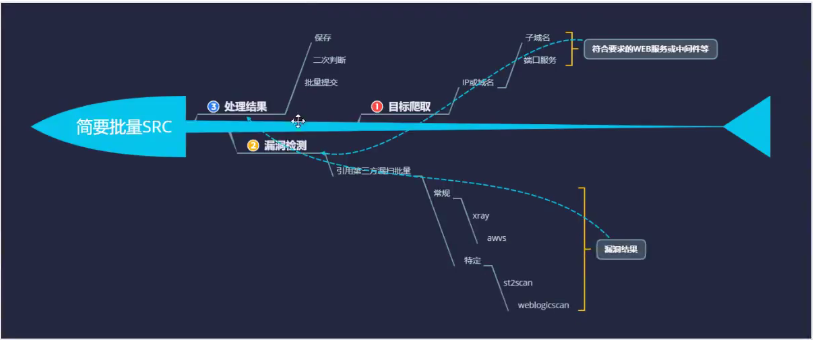 简要批量SRC
① 目标爬取
IP或域名
子域名
端口服务
符合要求的WEB服务或中间件等
② 漏洞检测
引用第三方漏扫批量
常规
xray
awvs
特定
st2scan
weblogicscan
漏洞结果
③ 处理结果
保存
二次判断
批量提交